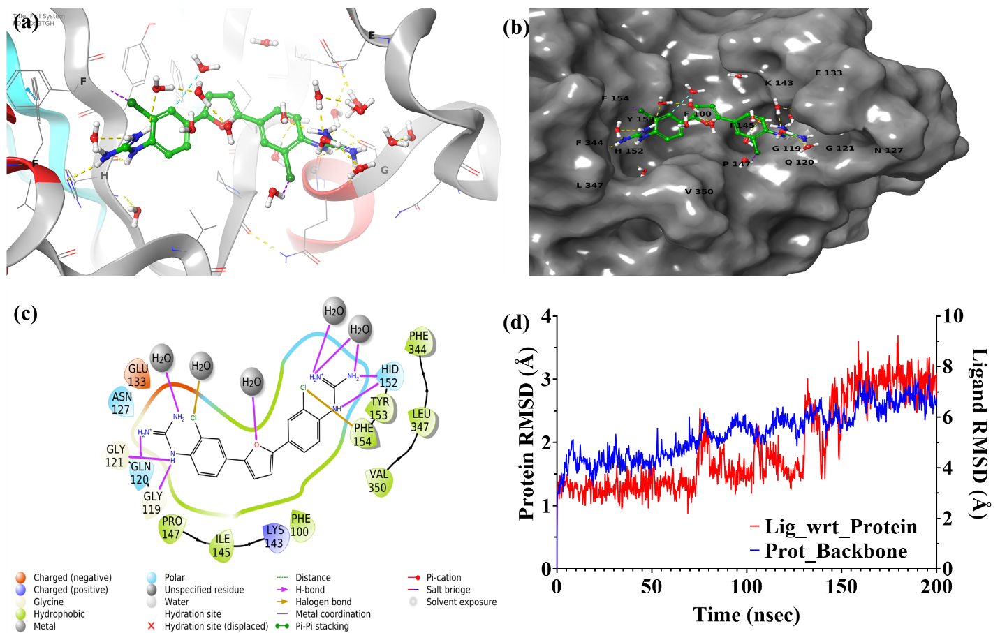 (a)
Title: Full System
E
F
K
F
H
G
G
(b)
E 133
K 143
F 154
F 100
Y 153
I 145
F 344
H 152
G 119
G 121
N 127
P 147
Q 120
L 347
V 350
(c)
H2O
H2O
PHE
344
H2O
H2O
GLU
133
H2O
HID
152
ASN
127
H2N+
NH2
Cl
NH2
Cl
NH
TYR
153
LEU
347
H2N+
PHE
154
GLY
121
N
H
O
GLN
120
VAL
350
GLY
119
PRO
147
ILE
145
LYS
143
PHE
100
Charged (negative)
Charged (positive)
Glycine
Hydrophobic
Metal
Polar
Unspecified residue
Water
Hydration site
Hydration site (displaced)
Distance
H-bond
Halogen bond
Metal coordination
Pi-Pi stacking
Pi-cation
Salt bridge
Solvent exposure
(d)
Protein RMSD (Å)
4
3
2
1
0
10
8
6
4
2
0
Ligand RMSD (Å)
Lig_wrt_Protein
Prot_Backbone
0
50
100
150
200
Time (nsec)